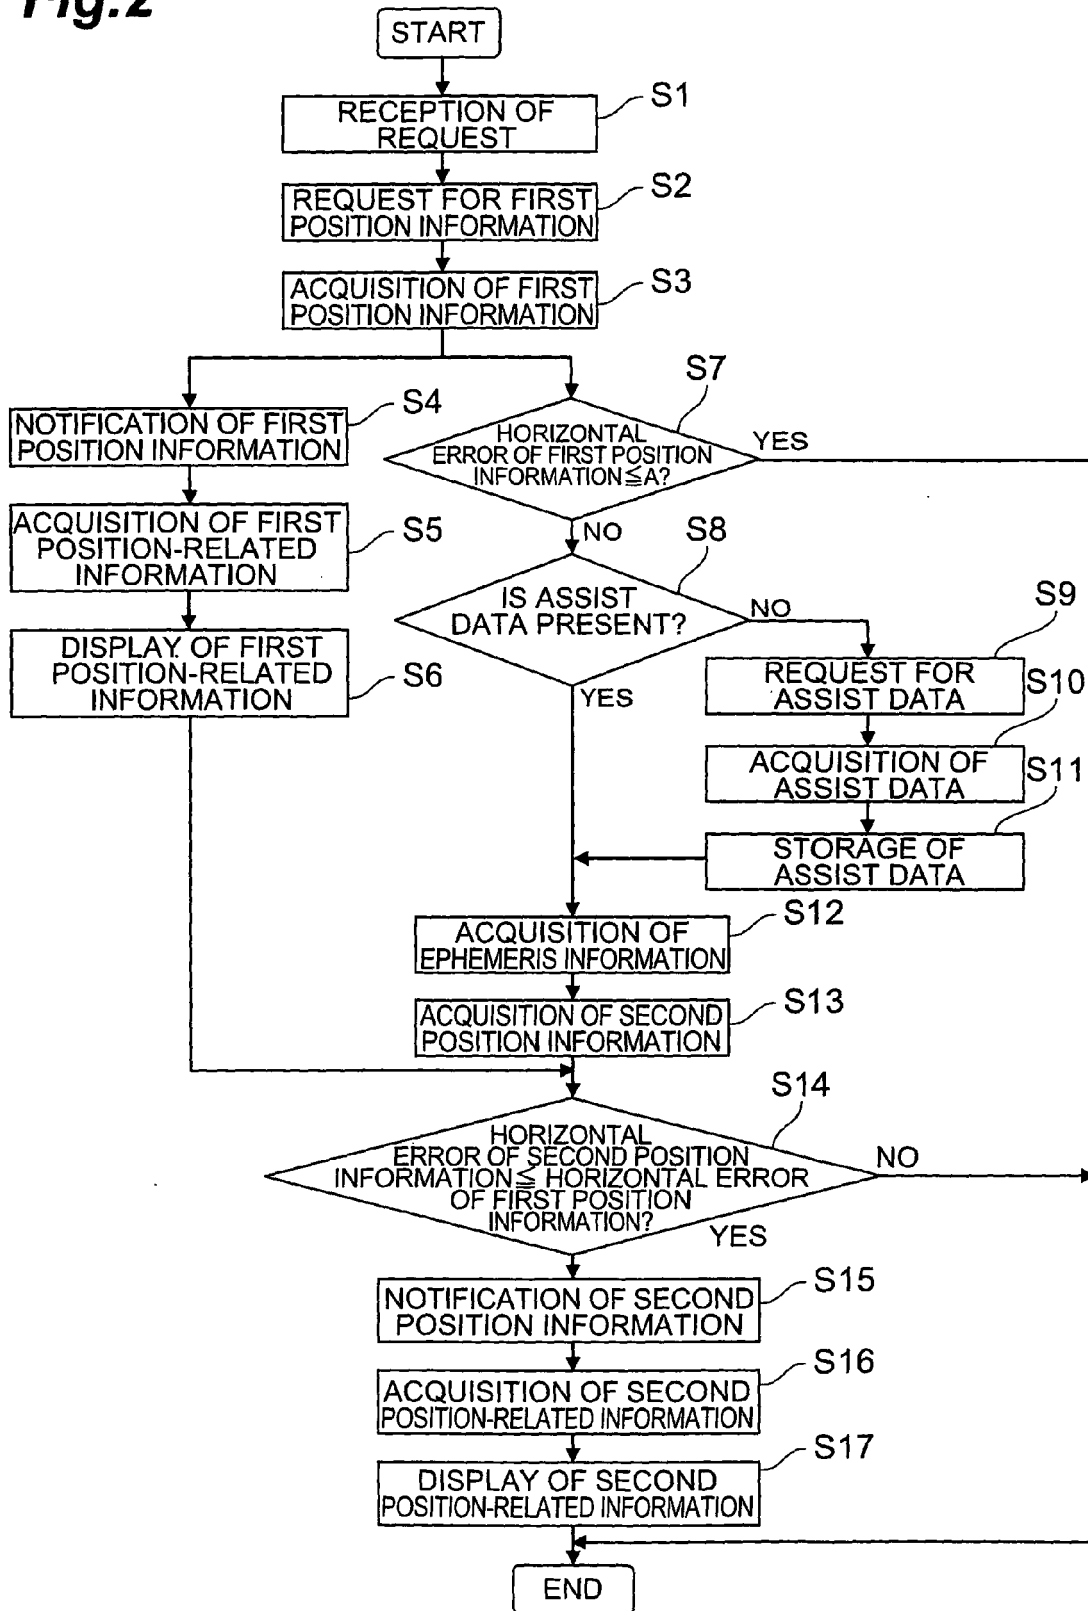 Fig.2
START
RECEPTION OF
REQUEST
S1
REQUEST FOR FIRST
POSITION INFORMATION
S2
ACQUISITION OF FIRST
POSITION INFORMATION
S3
NOTIFICATION OF FIRST
POSITION INFORMATION
S4
ACQUISITION OF FIRST
POSITION-RELATED
INFORMATION
S5
DISPLAY OF FIRST
POSITION-RELATED
INFORMATION
S6
S7
HORIZONTAL
ERROR OF FIRST POSITION
INFORMATION≦A?
YES
NO
S8
IS ASSIST
DATA PRESENT?
NO
YES
S9
REQUEST FOR
ASSIST DATA
S10
ACQUISITION OF
ASSIST DATA
S11
STORAGE OF
ASSIST DATA
S12
ACQUISITION OF
EPHEMERIS INFORMATION
S13
ACQUISITION OF SECOND
POSITION INFORMATION
S14
HORIZONTAL
ERROR OF SECOND POSITION
INFORMATION≦ HORIZONTAL ERROR
OF FIRST POSITION
INFORMATION?
NO
YES
S15
NOTIFICATION OF SECOND
POSITION INFORMATION
S16
ACQUISITION OF SECOND
POSITION-RELATED INFORMATION
S17
DISPLAY OF SECOND
POSITION-RELATED INFORMATION
END